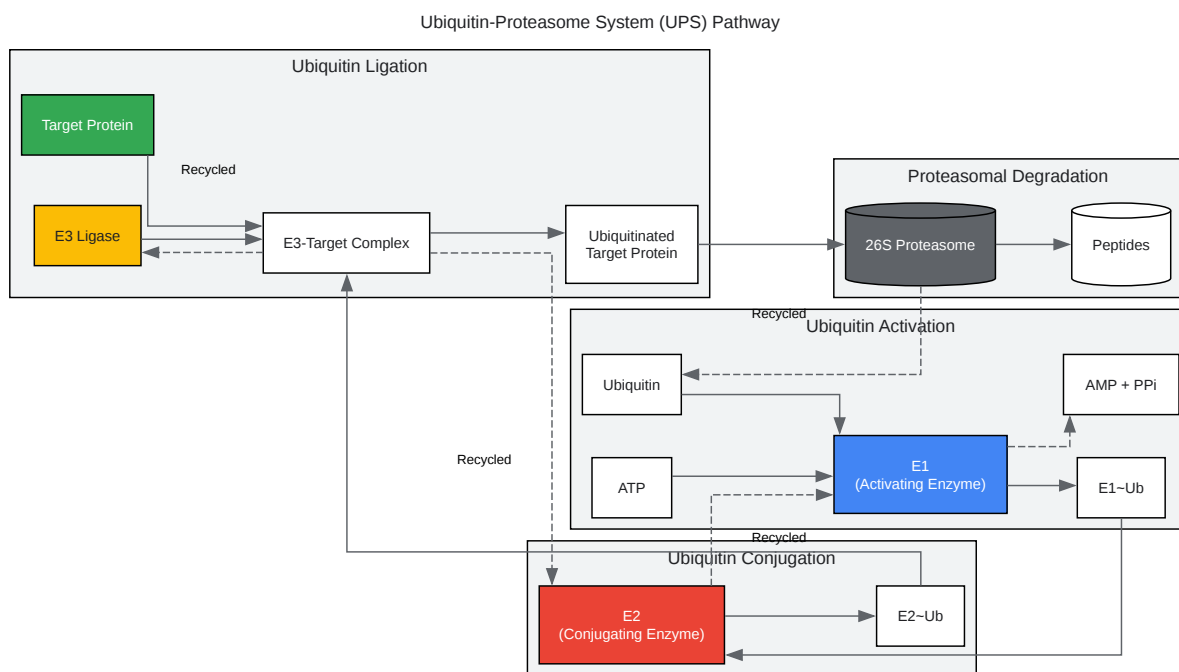 Ubiquitin-Proteasome System (UPS) Pathway
Ubiquitin Ligation
Target Protein
Recycled
E3 Ligase
E3-Target Complex
Ubiquitinated
Target Protein
Proteasomal Degradation
26S Proteasome
Peptides
Recycled
Ubiquitin Activation
Ubiquitin
AMP + PPi
Recycled
ATP
E1
(Activating Enzyme)
E1~Ub
Recycled
Ubiquitin Conjugation
E2
(Conjugating Enzyme)
E2~Ub